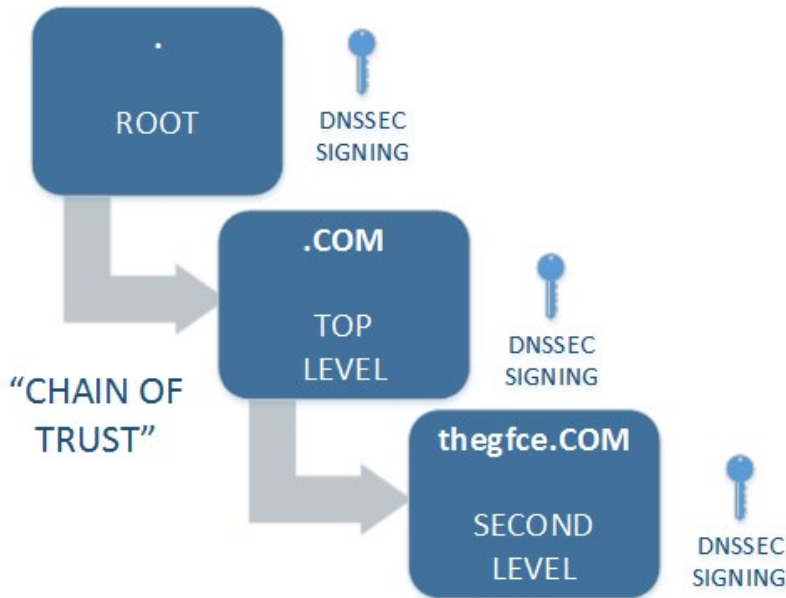 .
ROOT
DNSSEC
SIGNING
.COM
TOP
LEVEL
DNSSEC
SIGNING
“CHAIN OF
TRUST”
thegfce.COM
SECOND
LEVEL
DNSSEC
SIGNING